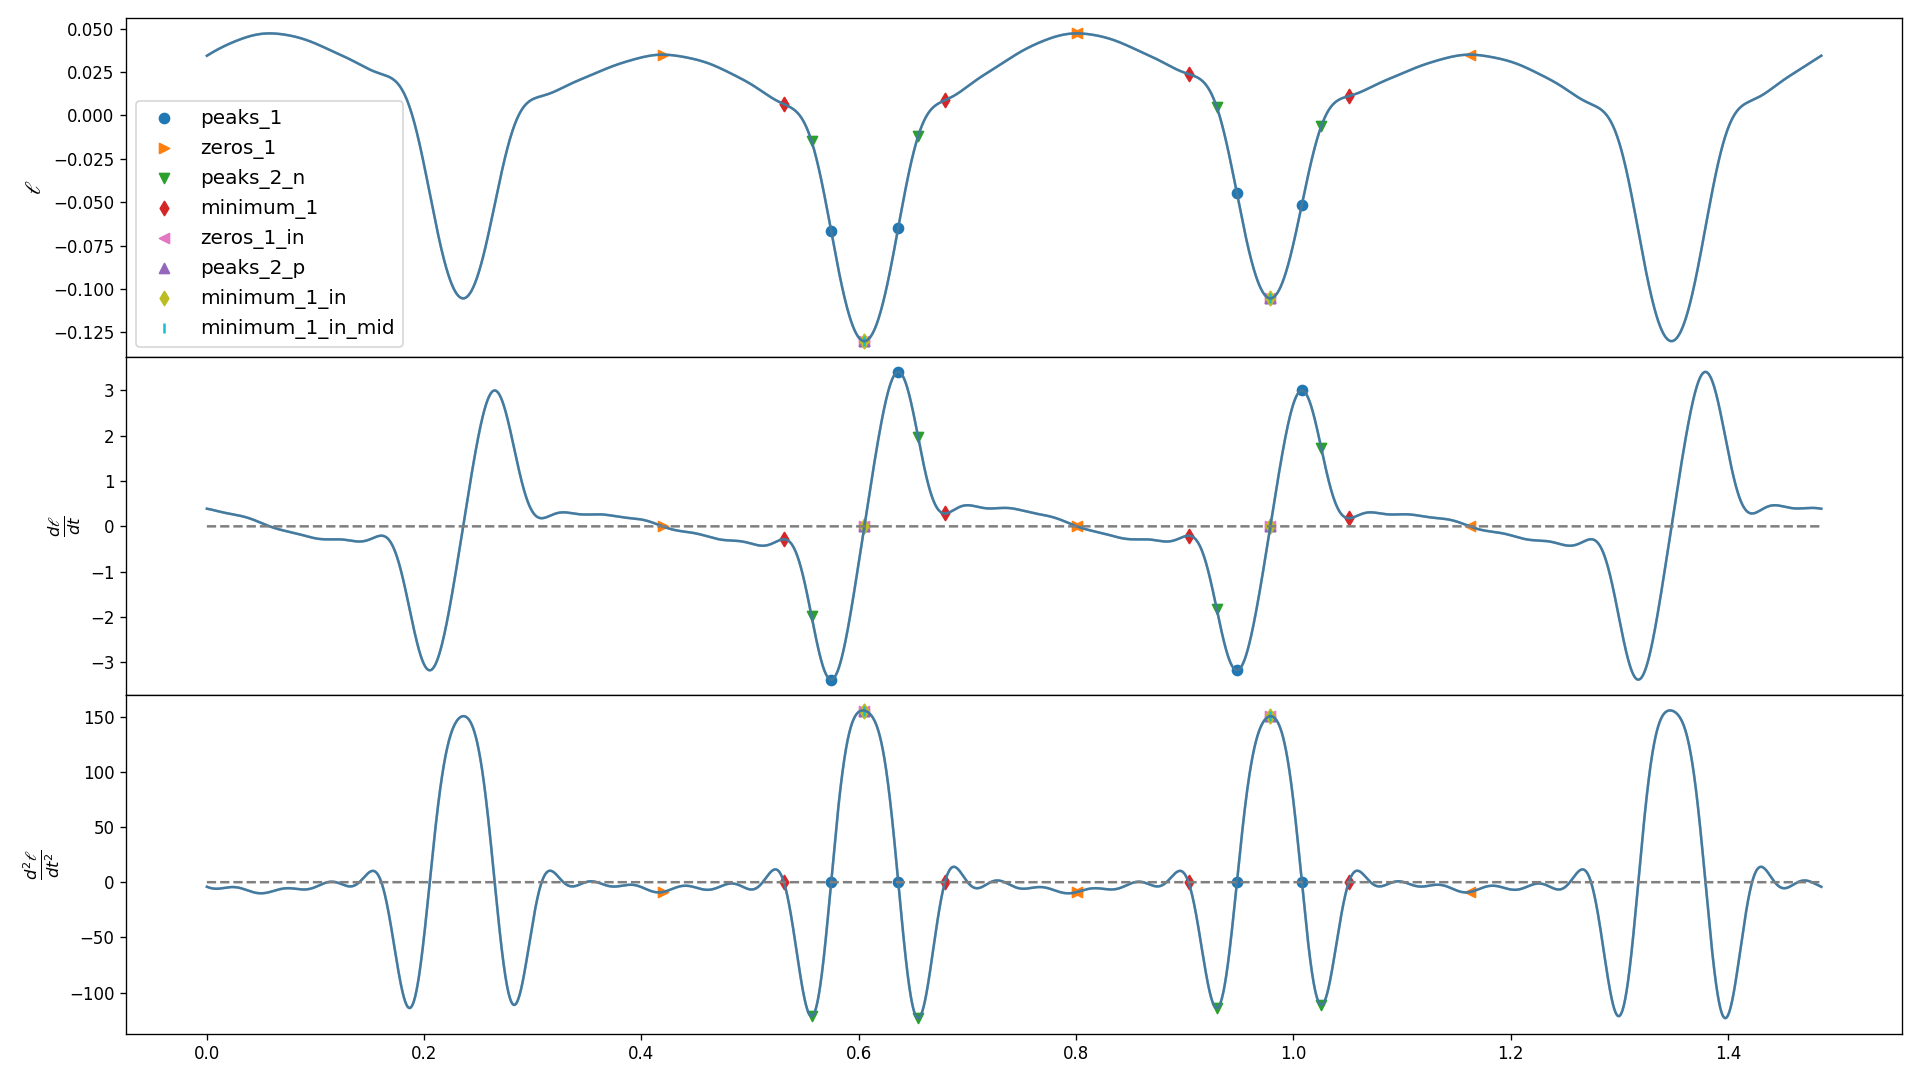 0.050
0.025
0.000
−0.025
−0.050
−0.075
−0.100
−0.125
ℓ
peaks_1
zeros_1
peaks_2_n
minimum_1
zeros_1_in
peaks_2_p
minimum_1_in
minimum_1_in_mid
3
2
1
0
−1
−2
−3
dℓ
dt
150
100
50
0
−50
−100
d²ℓ
dt²
0.0 0.2 0.4 0.6 0.8 1.0 1.2 1.4